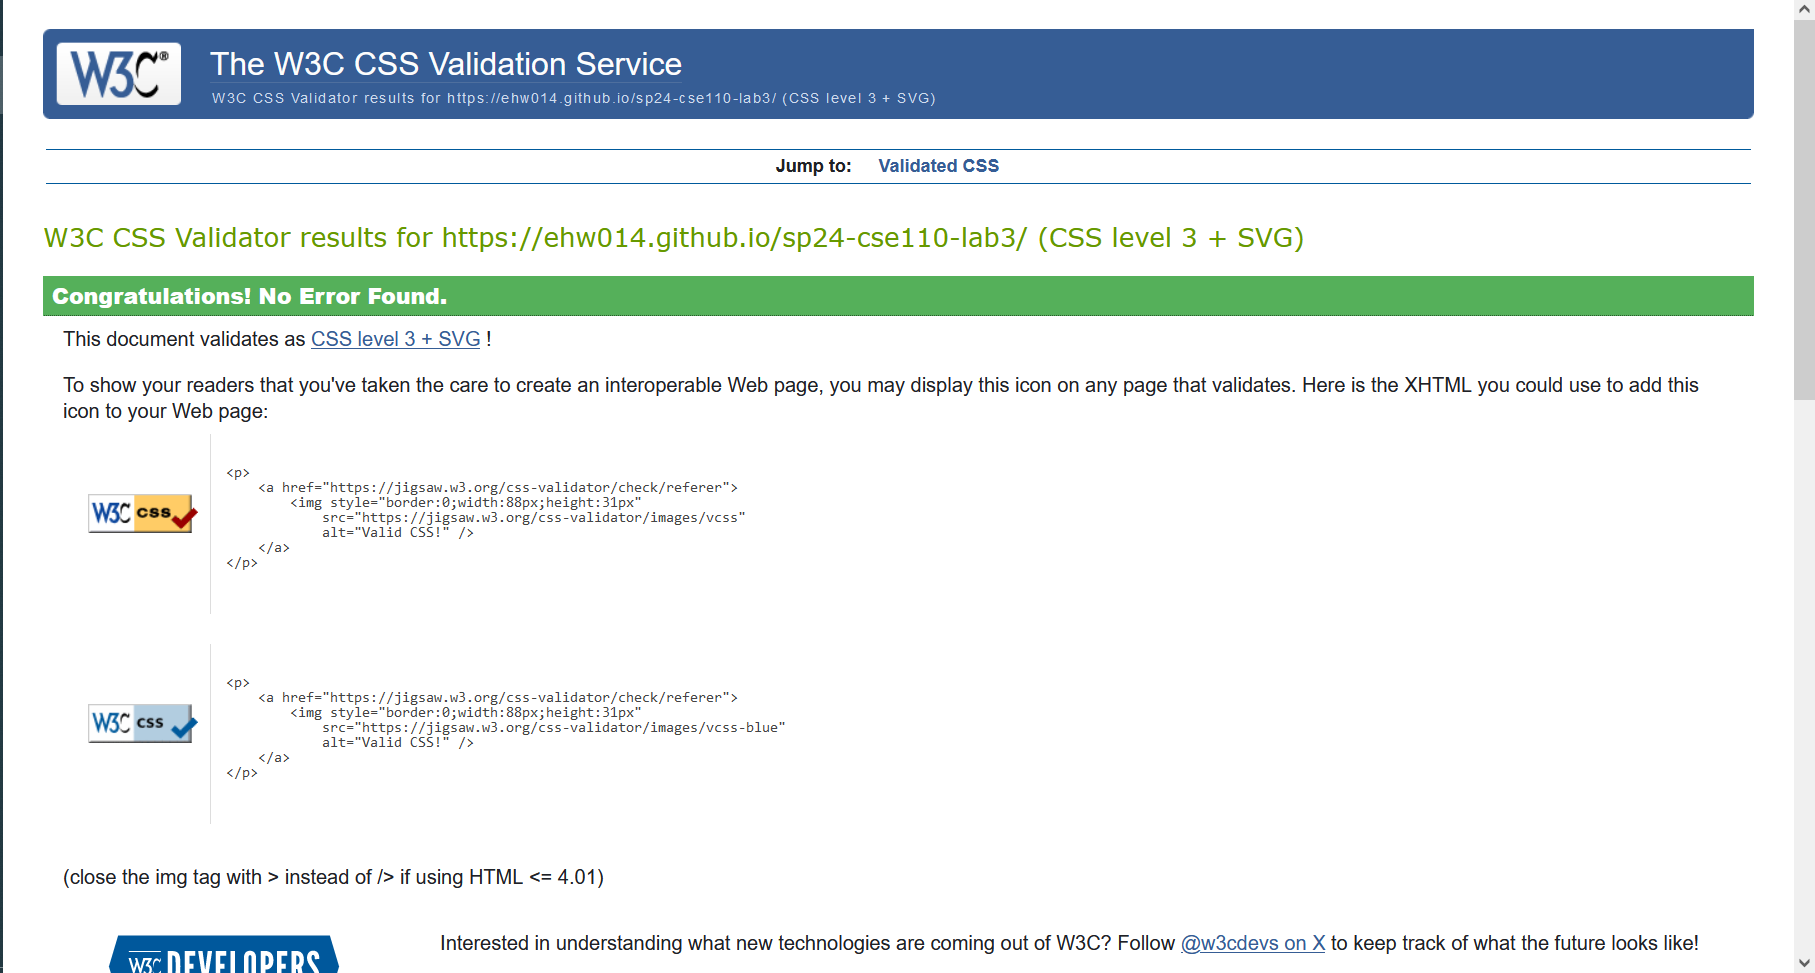 W3C®
The W3C CSS Validation Service
W3C CSS Validator results for https://ehw014.github.io/sp24-cse110-lab3/ (CSS level 3 + SVG)
Jump to: Validated CSS
W3C CSS Validator results for https://ehw014.github.io/sp24-cse110-lab3/ (CSS level 3 + SVG)
Congratulations! No Error Found.
This document validates as CSS level 3 + SVG !
To show your readers that you've taken the care to create an interoperable Web page, you may display this icon on any page that validates. Here is the XHTML you could use to add this
icon to your Web page:
W3C css
<p>
    <a href="https://jigsaw.w3.org/css-validator/check/referer">
        <img style="border:0;width:88px;height:31px"
            src="https://jigsaw.w3.org/css-validator/images/vcss"
            alt="Valid CSS!" />
    </a>
</p>
W3C css
<p>
    <a href="https://jigsaw.w3.org/css-validator/check/referer">
        <img style="border:0;width:88px;height:31px"
            src="https://jigsaw.w3.org/css-validator/images/vcss-blue"
            alt="Valid CSS!" />
    </a>
</p>
(close the img tag with > instead of /> if using HTML <= 4.01)
W3C DEVELOPERS
Interested in understanding what new technologies are coming out of W3C? Follow @w3cdevs on X to keep track of what the future looks like!